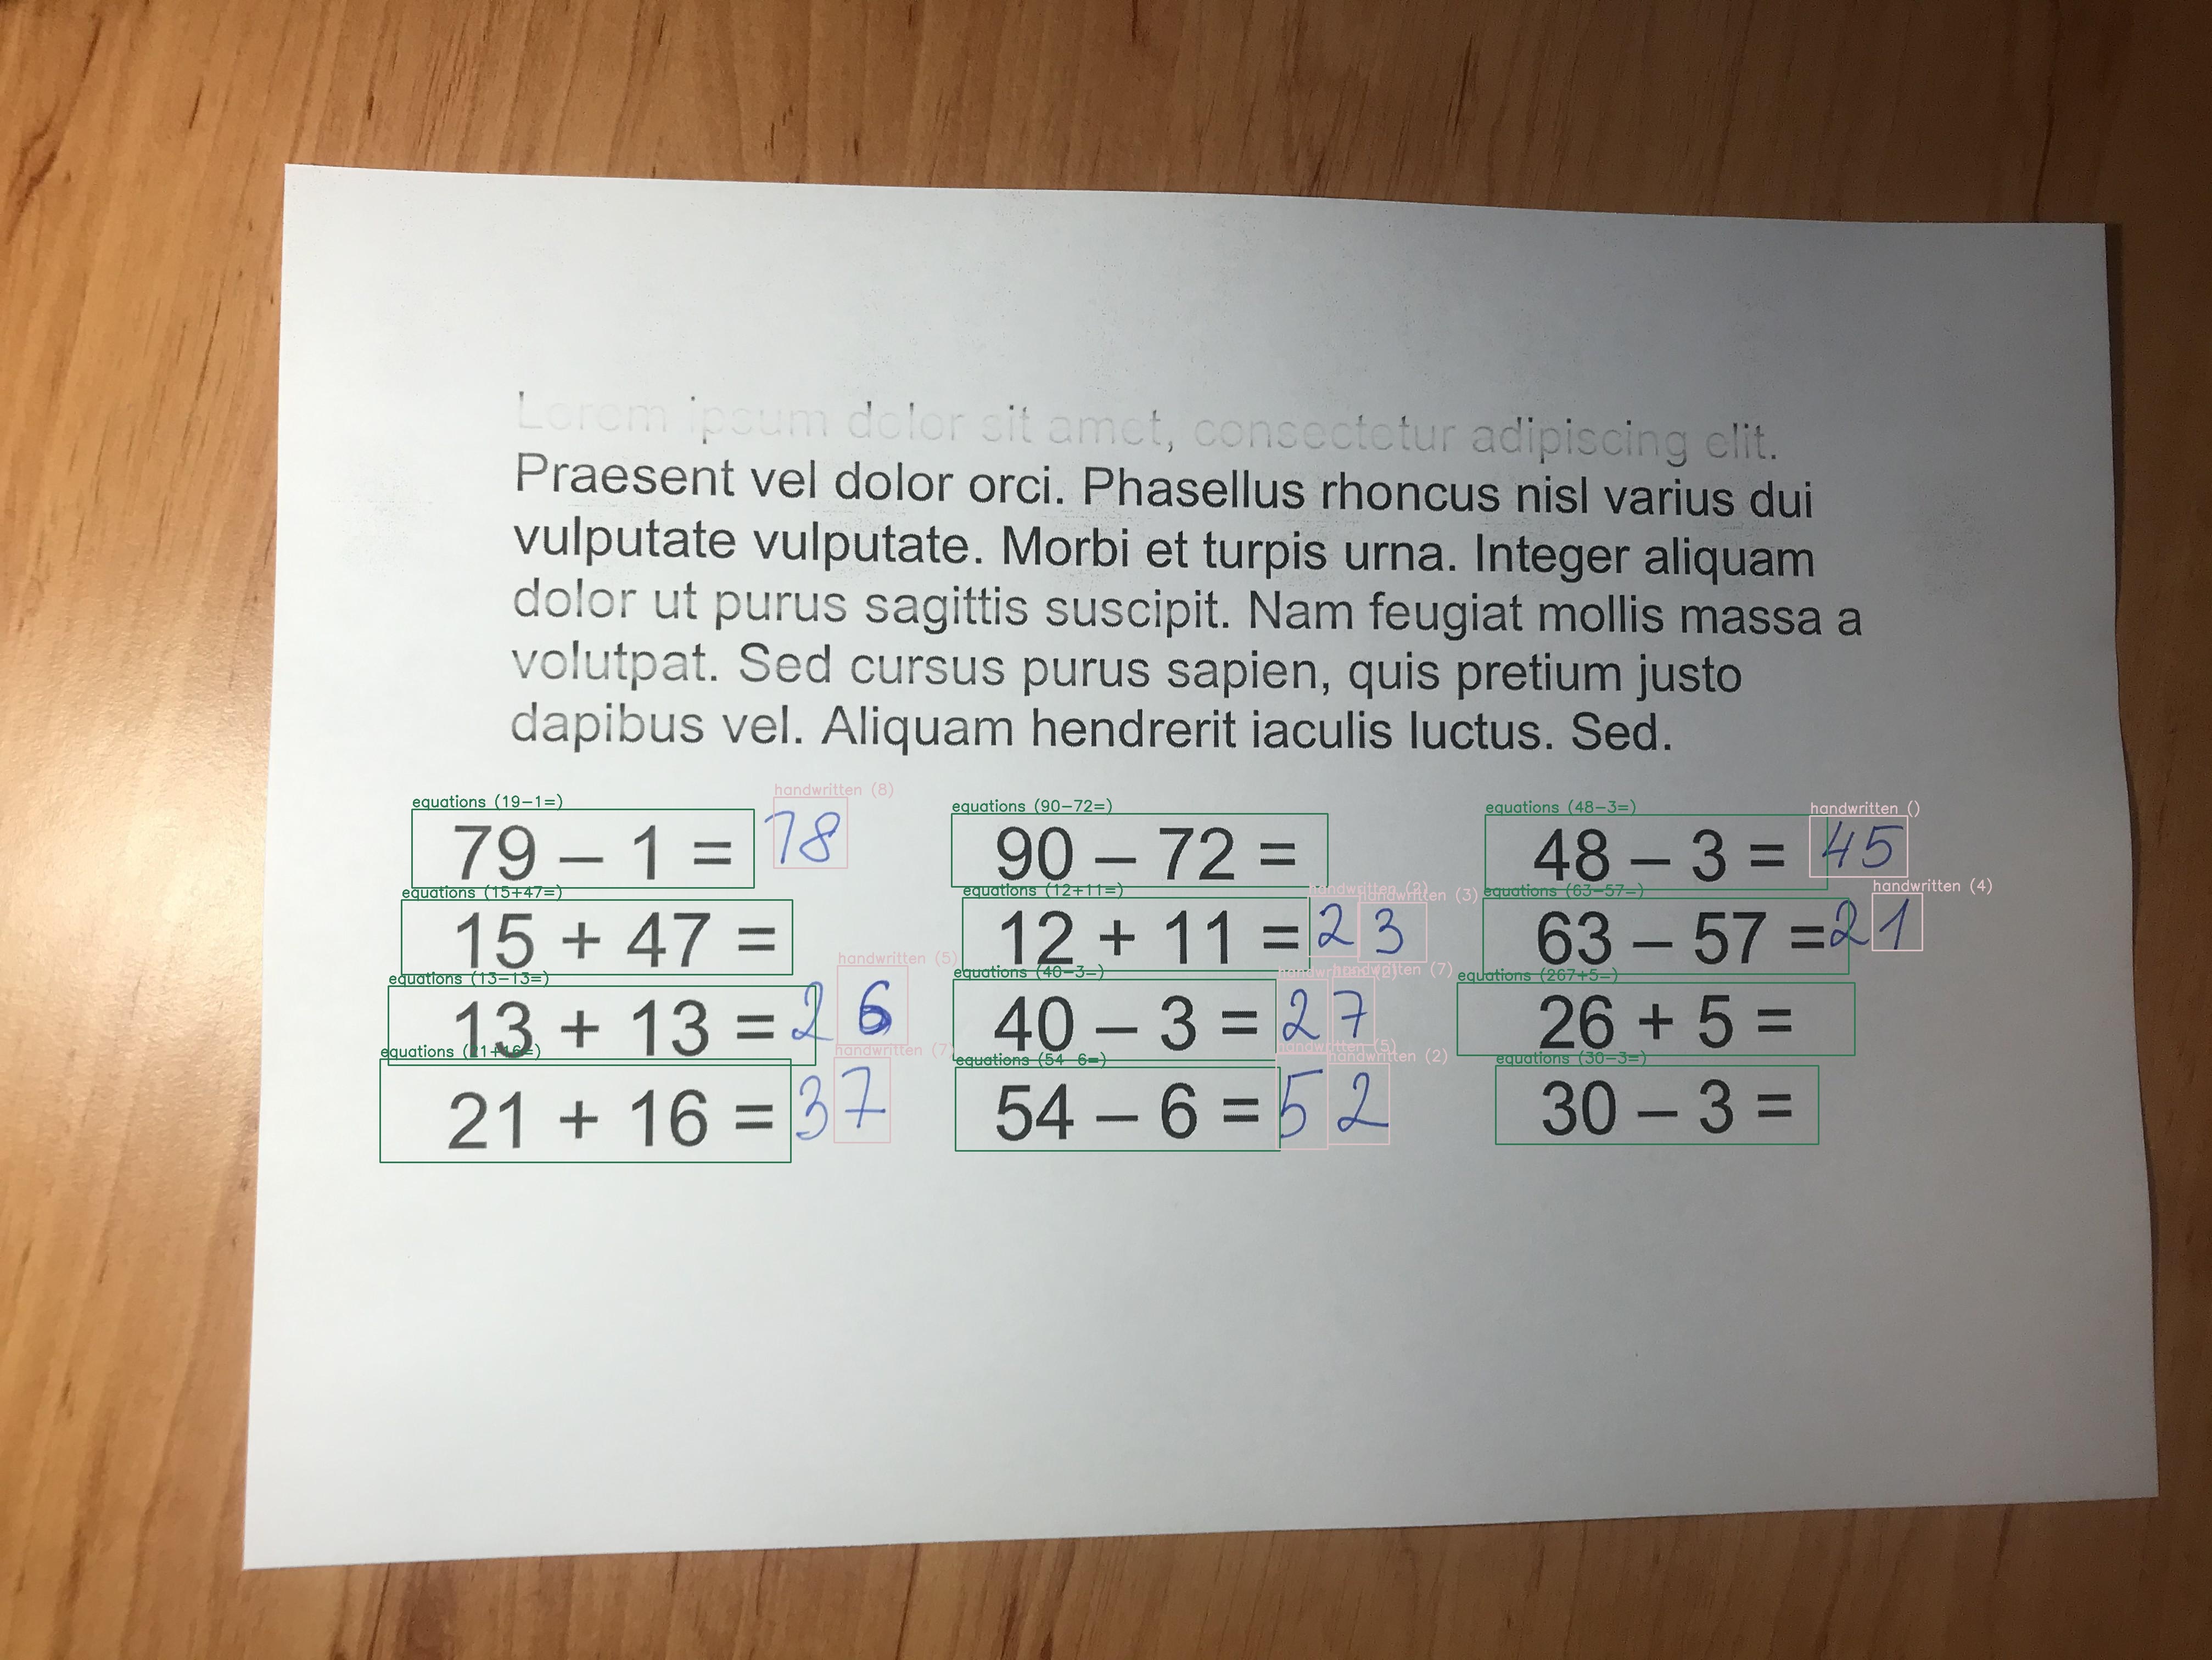 Lorem ipsum dolor sit amet, consectetur adipiscing elit.
Praesent vel dolor orci. Phasellus rhoncus nisl varius dui
vulputate vulputate. Morbi et turpis urna. Integer aliquam
dolor ut purus sagittis suscipit. Nam feugiat mollis massa a
volutpat. Sed cursus purus sapien, quis pretium justo
dapibus vel. Aliquam hendrerit iaculis luctus. Sed.
equations (19-1=) handwritten (8) equations (90-72=) equations (48-3=) handwritten ()
79 – 1 = 78 90 – 72 = 48 – 3 = 45
equations (15+47=) equations (12+11=) handwritten (2) handwritten (3) equations (63-57-) handwritten (4)
15 + 47 = 12 + 11 = 23 63 – 57 = 21
equations (13-13=) handwritten (5) equations (40-3-) handwritten (7) equations (267+5-)
13 + 13 = 26 40 – 3 = 27 26 + 5 =
equations (21+16=) handwritten (7) equations (54 6=) handwritten (5) handwritten (2) equations (30-3=)
21 + 16 = 37 54 – 6 = 52 30 – 3 =